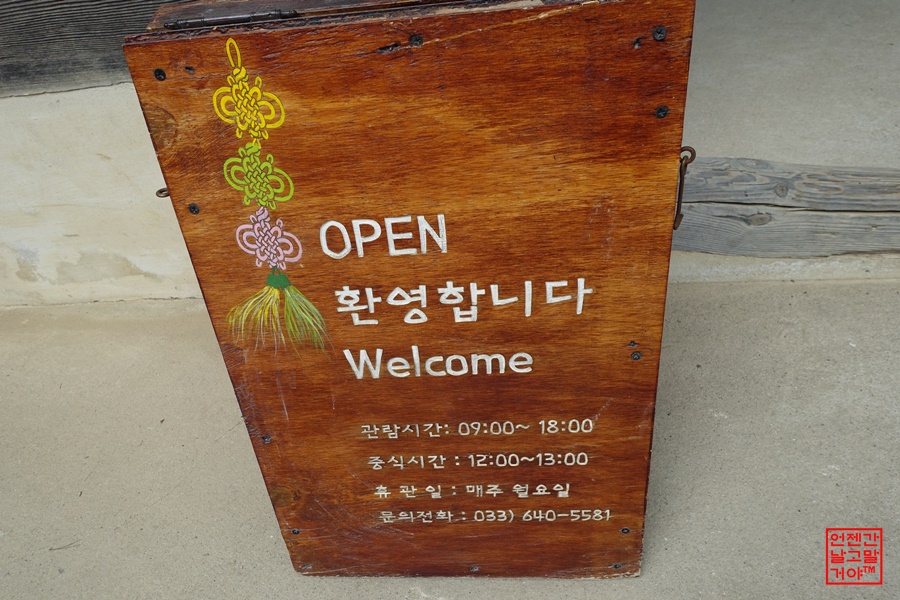 OPEN
환영합니다
Welcome
관람시간: 09:00~ 18:00
중식시간 : 12:00~13:00
휴 관 일 : 매주 월요일
문의전화 : 033) 640-5581
언젠간
날고말
거야™